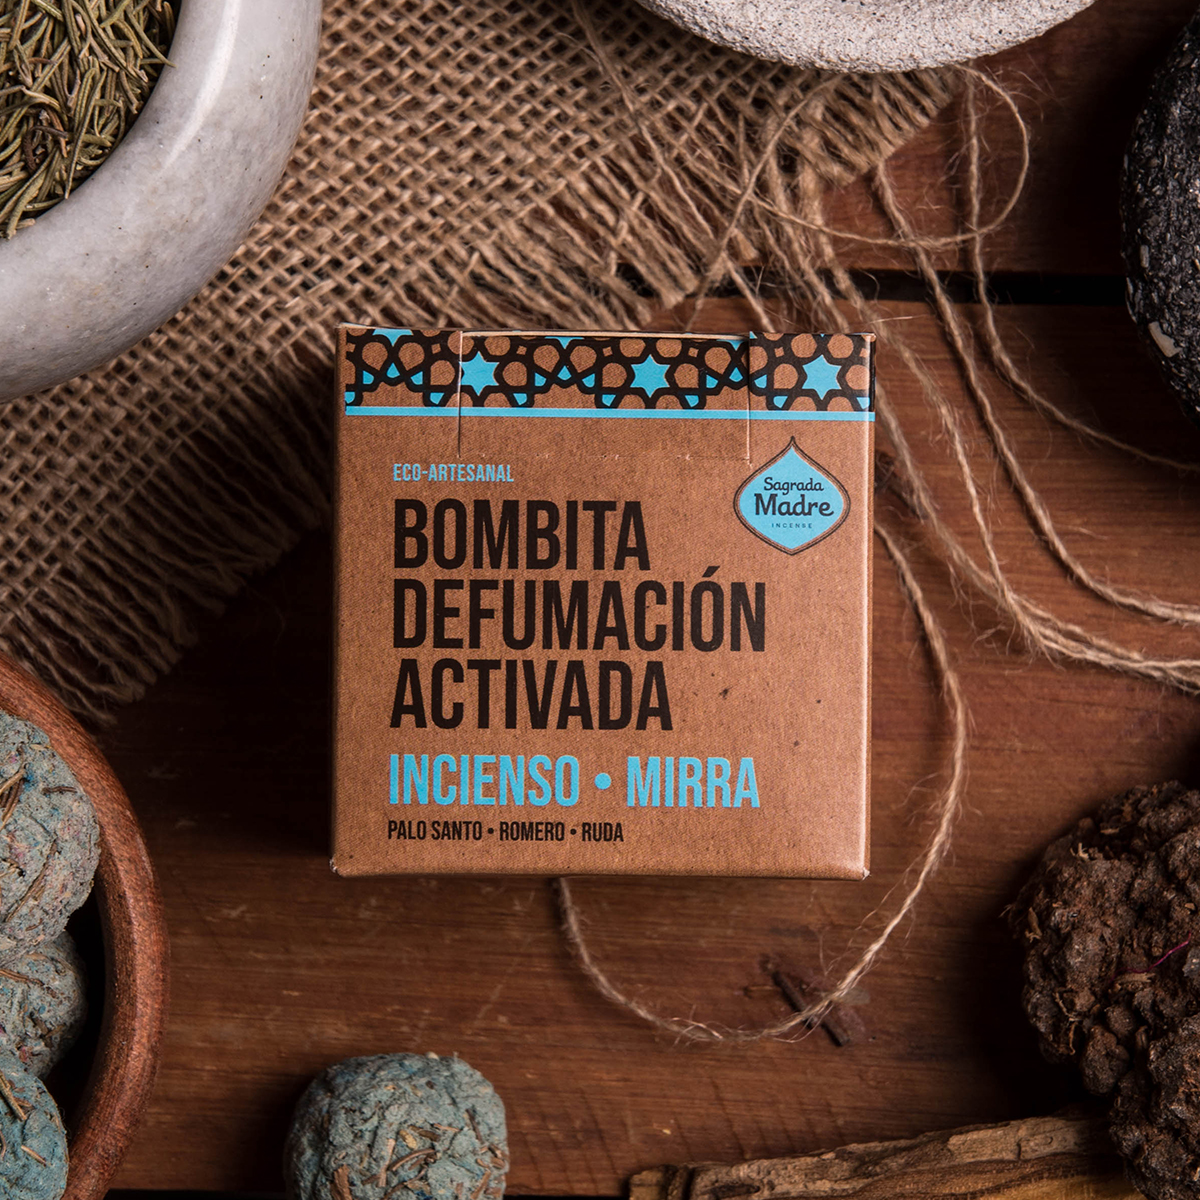 ECO-ARTESANAL
Sagrada
Madre
INCENSE
BOMBITA
DEFUMACIÓN
ACTIVADA
INCIENSO • MIRRA
PALO SANTO • ROMERO • RUDA